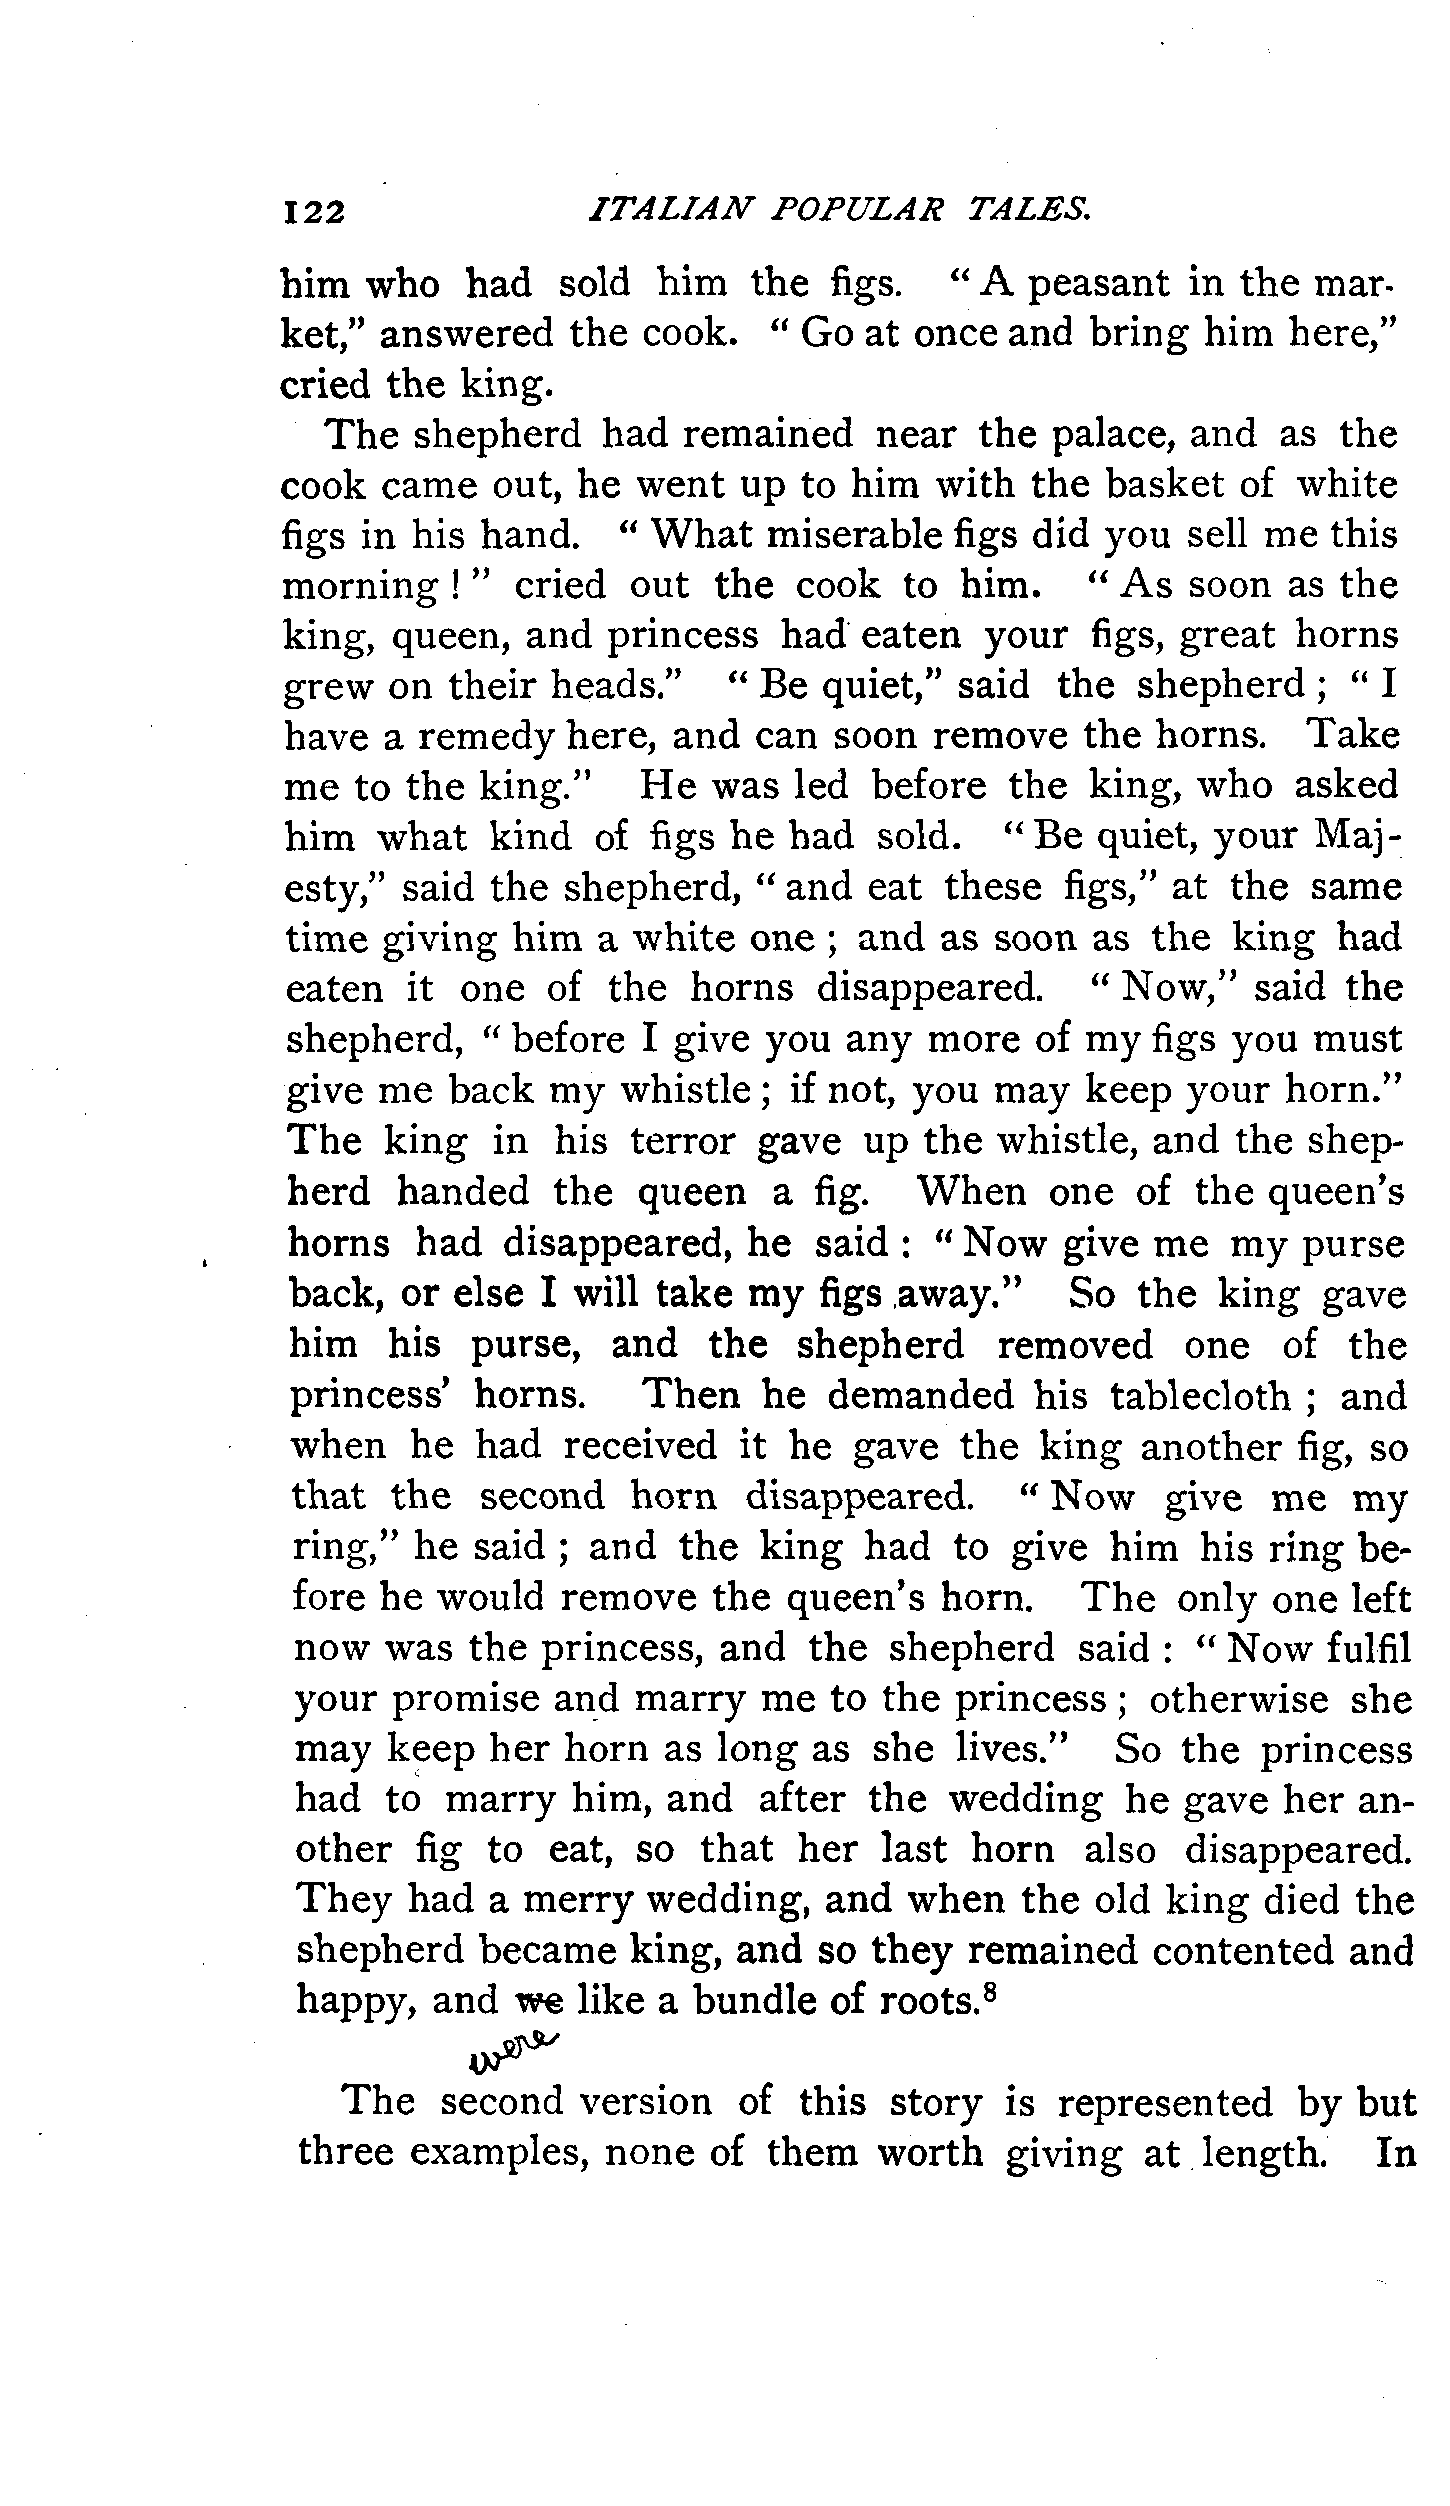 122 ITALIAN POPULAR TALES.
him who had sold him the figs. " A peasant in the mar-
ket," answered the cook. " Go at once and bring him here,"
cried the king.
The shepherd had remained near the palace, and as the
cook came out, he went up to him with the basket of white
figs in his hand. " What miserable figs did you sell me this
morning ! " cried out the cook to him. " As soon as the
king, queen, and princess had eaten your figs, great horns
grew on their heads." " Be quiet," said the shepherd ; " I
have a remedy here, and can soon remove the horns. Take
me to the king." He was led before the king, who asked
him what kind of figs he had sold. " Be quiet, your Maj-
esty," said the shepherd, " and eat these figs," at the same
time giving him a white one ; and as soon as the king had
eaten it one of the horns disappeared. " Now," said the
shepherd, " before I give you any more of my figs you must
give me back my whistle ; if not, you may keep your horn."
The king in his terror gave up the whistle, and the shep-
herd handed the queen a fig. When one of the queen's
horns had disappeared, he said : " Now give me my purse
back, or else I will take my figs away." So the king gave
him his purse, and the shepherd removed one of the
princess' horns. Then he demanded his tablecloth ; and
when he had received it he gave the king another fig, so
that the second horn disappeared. " Now give me my
ring," he said ; and the king had to give him his ring be-
fore he would remove the queen's horn. The only one left
now was the princess, and the shepherd said : " Now fulfil
your promise and marry me to the princess ; otherwise she
may keep her horn as long as she lives." So the princess
had to marry him, and after the wedding he gave her an-
other fig to eat, so that her last horn also disappeared.
They had a merry wedding, and when the old king died the
shepherd became king, and so they remained contented and
happy, and we like a bundle of roots.⁸
were
The second version of this story is represented by but
three examples, none of them worth giving at length. In